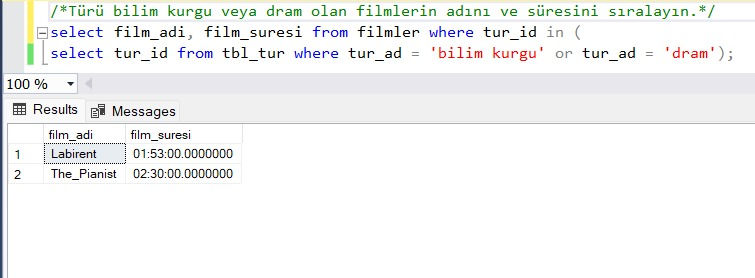 /*Türü bilim kurgu veya dram olan filmlerin adını ve süresini sıralayın.*/
select film_adi, film_suresi from filmler where tur_id in (
select tur_id from tbl_tur where tur_ad = 'bilim kurgu' or tur_ad = 'dram');
100 %
Results Messages
film_adi film_suresi
1 Labirent 01:53:00.0000000
2 The_Pianist 02:30:00.0000000